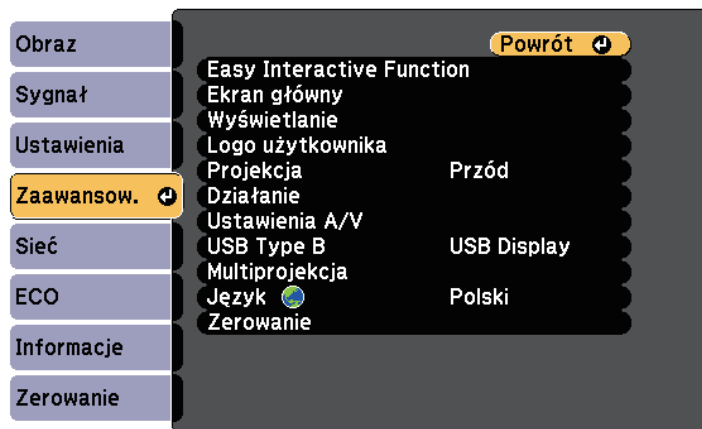 Obraz
Sygnał
Ustawienia
Zaawansow.
Sieć
ECO
Informacje
Zerowanie
Powrót
Easy Interactive Function
Ekran główny
Wyświetlanie
Logo użytkownika
Projekcja Przód
Działanie
Ustawienia A/V
USB Type B USB Display
Multiprojekcja
Język Polski
Zerowanie